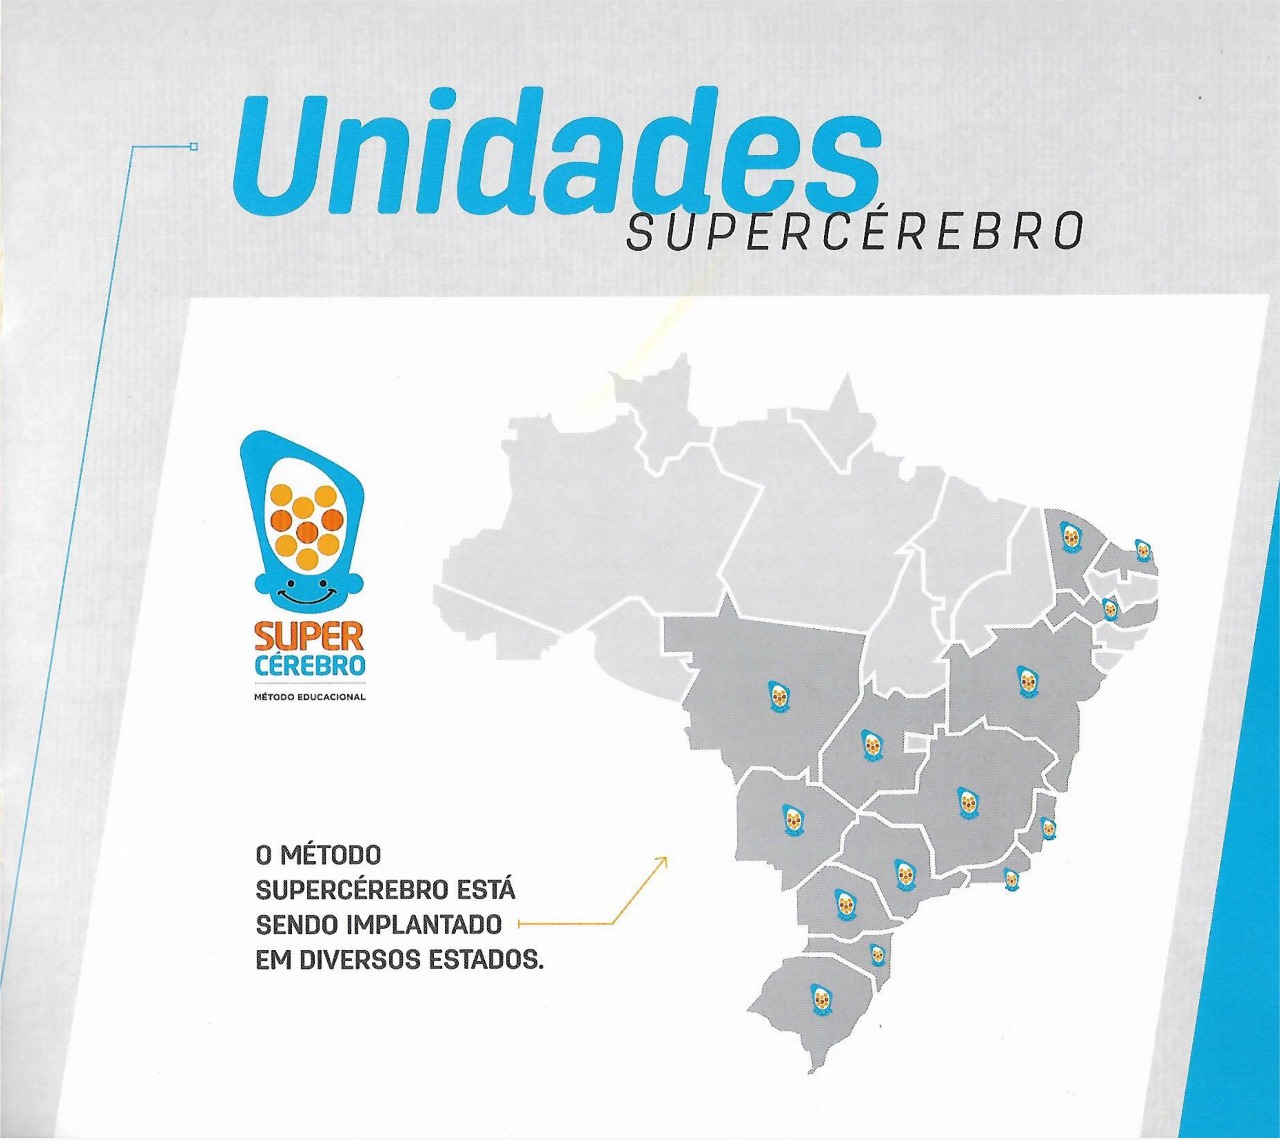 Unidades
SUPERCÉREBRO
SUPER
CÉREBRO
MÉTODO EDUCACIONAL
O MÉTODO
SUPERCÉREBRO ESTÁ
SENDO IMPLANTADO
EM DIVERSOS ESTADOS.